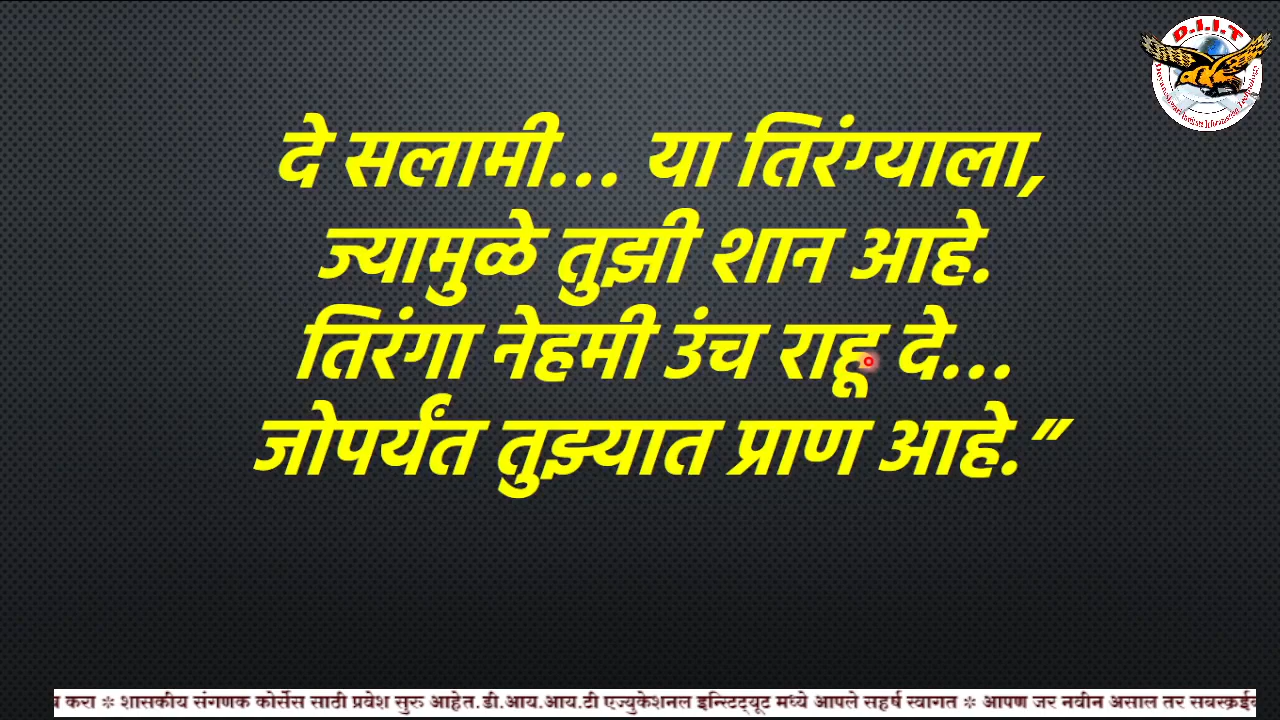 D.I.I.T
दे सलामी... या तिरंग्याला,
ज्यामुळे तुझी शान आहे.
तिरंगा नेहमी उंच राहू दे...
जोपर्यंत तुझ्यात प्राण आहे.”
करा ❊ शासकीय संगणक कोर्सेस साठी प्रवेश सुरु आहेत.डी.आय.आय.टी एज्युकेशनल इन्स्टिट्यूट मध्ये आपले सहर्ष स्वागत ❊ आपण जर नवीन असाल तर